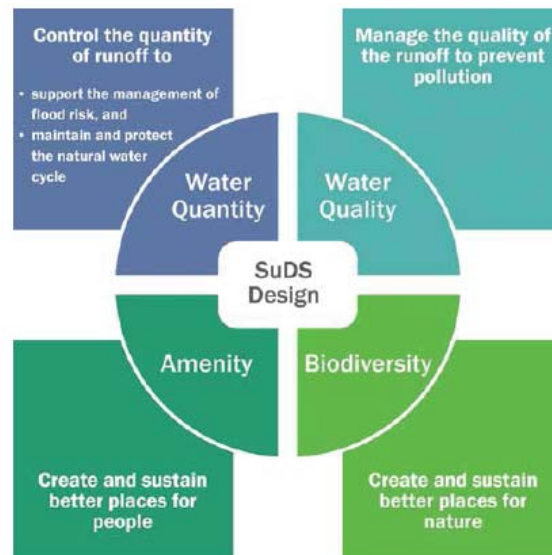 Control the quantity
of runoff to
• support the management of
flood risk, and
• maintain and protect
the natural water
cycle
Manage the quality of
the runoff to prevent
pollution
Water
Quantity
Water
Quality
SuDS
Design
Amenity
Biodiversity
Create and sustain
better places for
people
Create and sustain
better places for
nature